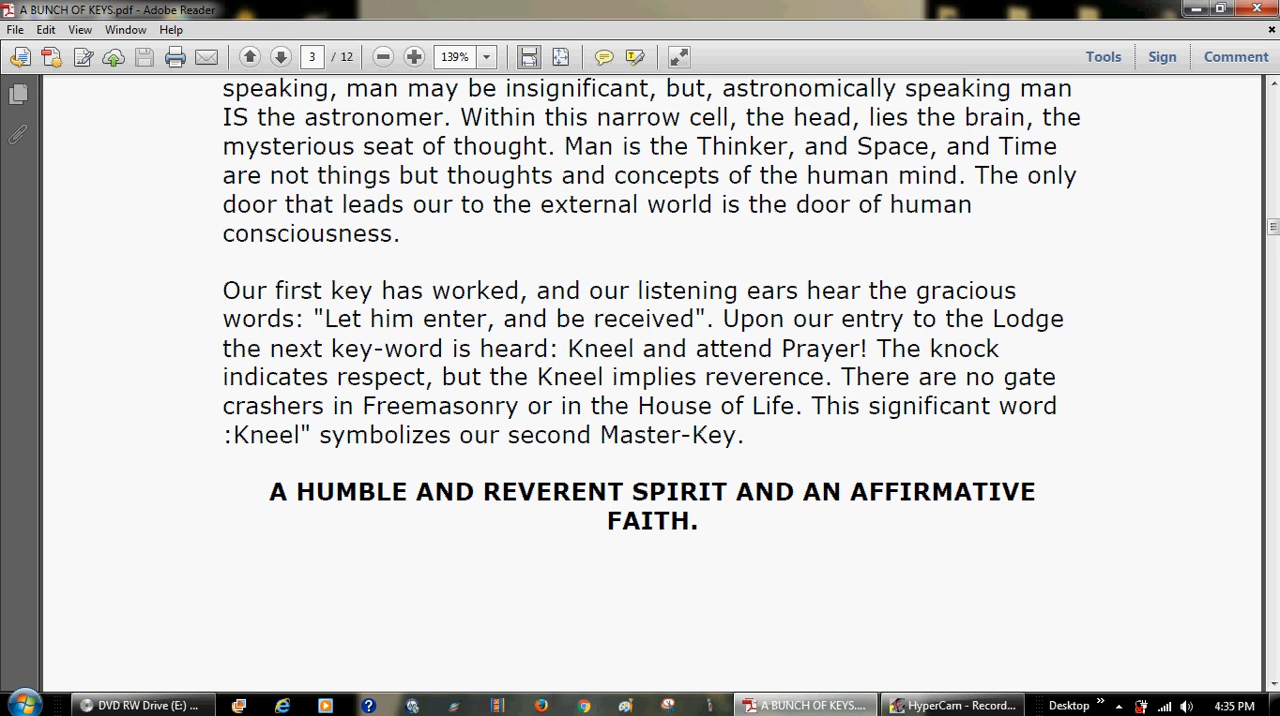 A BUNCH OF KEYS.pdf - Adobe Reader
File Edit View Window Help
3 / 12 139% Tools Sign Comment
speaking, man may be insignificant, but, astronomically speaking man
IS the astronomer. Within this narrow cell, the head, lies the brain, the
mysterious seat of thought. Man is the Thinker, and Space, and Time
are not things but thoughts and concepts of the human mind. The only
door that leads our to the external world is the door of human
consciousness.
Our first key has worked, and our listening ears hear the gracious
words: "Let him enter, and be received". Upon our entry to the Lodge
the next key-word is heard: Kneel and attend Prayer! The knock
indicates respect, but the Kneel implies reverence. There are no gate
crashers in Freemasonry or in the House of Life. This significant word
:Kneel" symbolizes our second Master-Key.
A HUMBLE AND REVERENT SPIRIT AND AN AFFIRMATIVE
FAITH.
DVD RW Drive (E:) ... A BUNCH OF KEYS.... HyperCam - Record... Desktop 4:35 PM